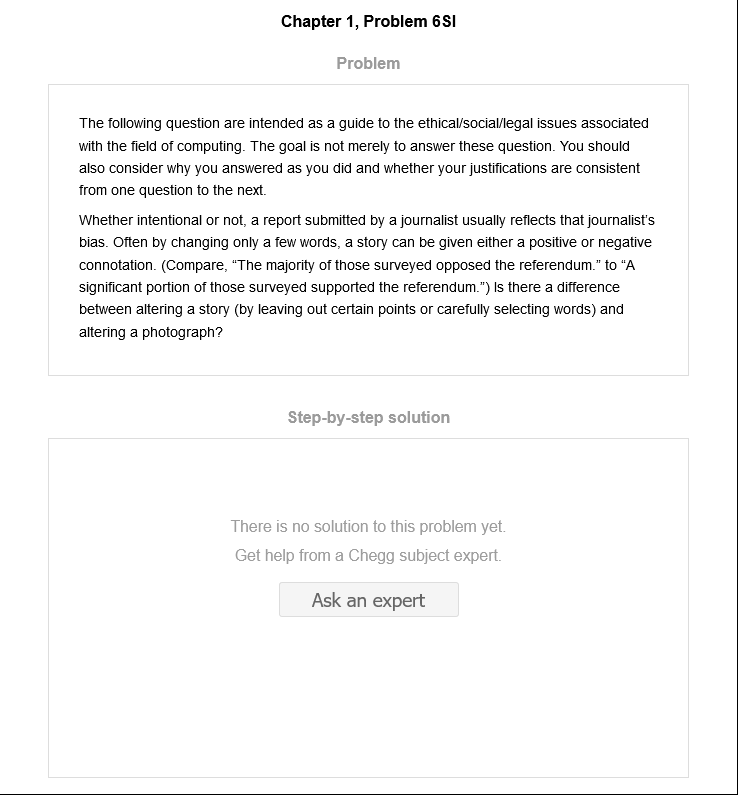 Chapter 1, Problem 6SI
Problem
The following question are intended as a guide to the ethical/social/legal issues associated
with the field of computing. The goal is not merely to answer these question. You should
also consider why you answered as you did and whether your justifications are consistent
from one question to the next.
Whether intentional or not, a report submitted by a journalist usually reflects that journalist’s
bias. Often by changing only a few words, a story can be given either a positive or negative
connotation. (Compare, “The majority of those surveyed opposed the referendum.” to “A
significant portion of those surveyed supported the referendum.”) Is there a difference
between altering a story (by leaving out certain points or carefully selecting words) and
altering a photograph?
Step-by-step solution
There is no solution to this problem yet.
Get help from a Chegg subject expert.
Ask an expert